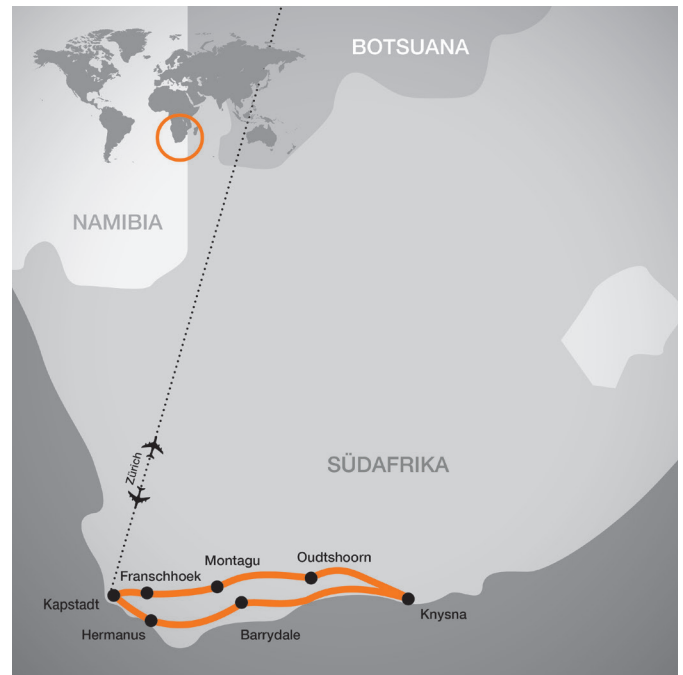 BOTSUANA
NAMIBIA
Zürich
SÜDAFRIKA
Oudtshoorn
Montagu
Franschhoek
Kapstadt
Knysna
Hermanus
Barrydale